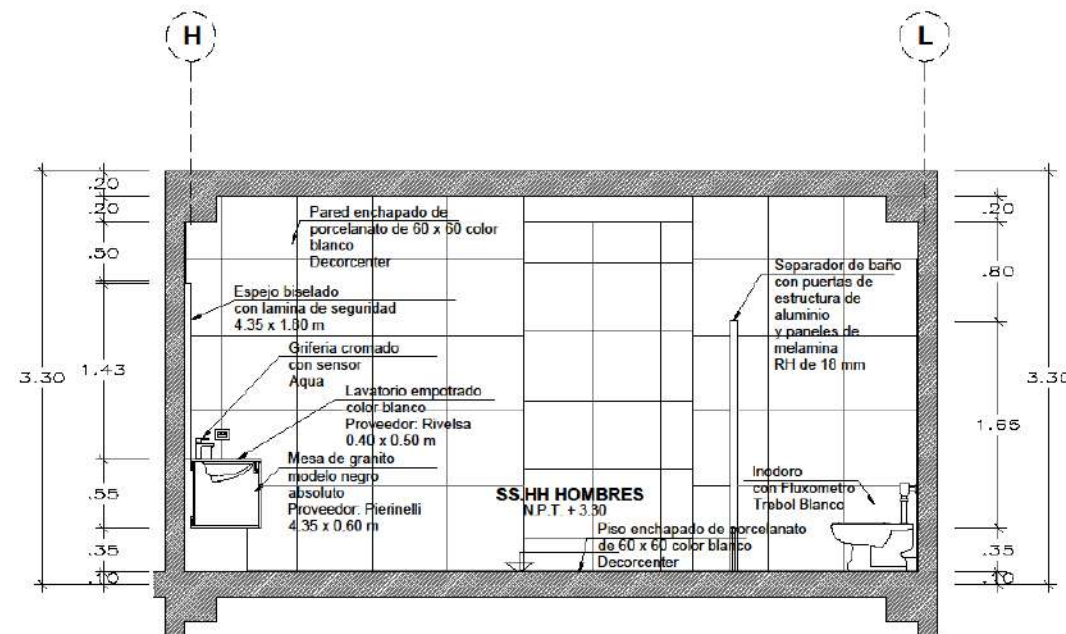 H
L
.20
.20
.50
1.43
3.30
.55
.35
.10
Pared enchapado de
porcelanato de 60 x 60 color
blanco
Decorcenter
Espejo biselado
con lamina de seguridad
4.35 x 1.80 m
Griferia cromado
con sensor
Aqua
Lavatorio empotrado
color blanco
Proveedor: Rivelsa
0.40 x 0.50 m
Mesa de granito
modelo negro
absoluto
Proveedor: Pierinelli
4.35 x 0.60 m
SS.HH HOMBRES
N.P.T. + 3.30
Piso enchapado de porcelanato
de 60 x 60 color blanco
Decorcenter
Separador de baño
con puertas de
estructura de
aluminio
y paneles de
melamina
RH de 18 mm
Inodoro
con Fluxometro
Trebol Blanco
.20
.80
3.30
1.65
.35
.10